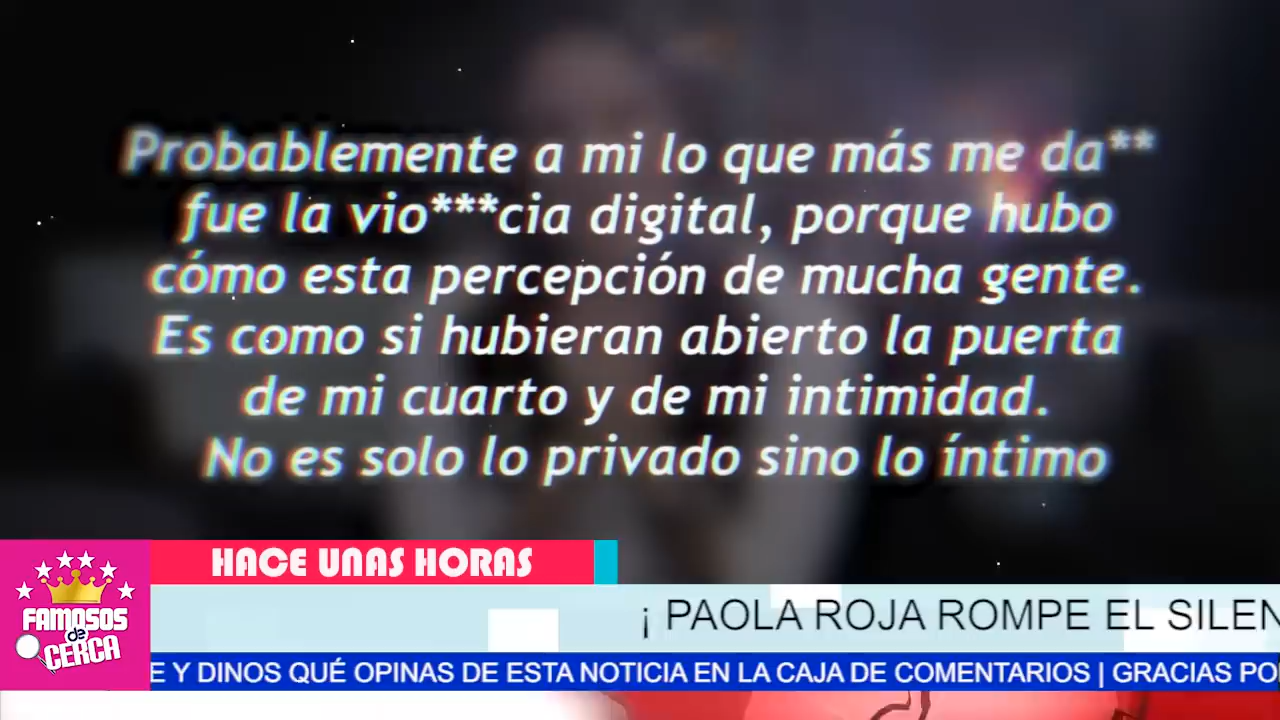 Probablemente a mi lo que más me da**
fue la vio***cia digital, porque hubo
cómo esta percepción de mucha gente.
Es como si hubieran abierto la puerta
de mi cuarto y de mi intimidad.
No es solo lo privado sino lo íntimo
HACE UNAS HORAS
FAMOSOS
de
CERCA
¡ PAOLA ROJA ROMPE EL SILEN
E Y DINOS QUÉ OPINAS DE ESTA NOTICIA EN LA CAJA DE COMENTARIOS | GRACIAS PO